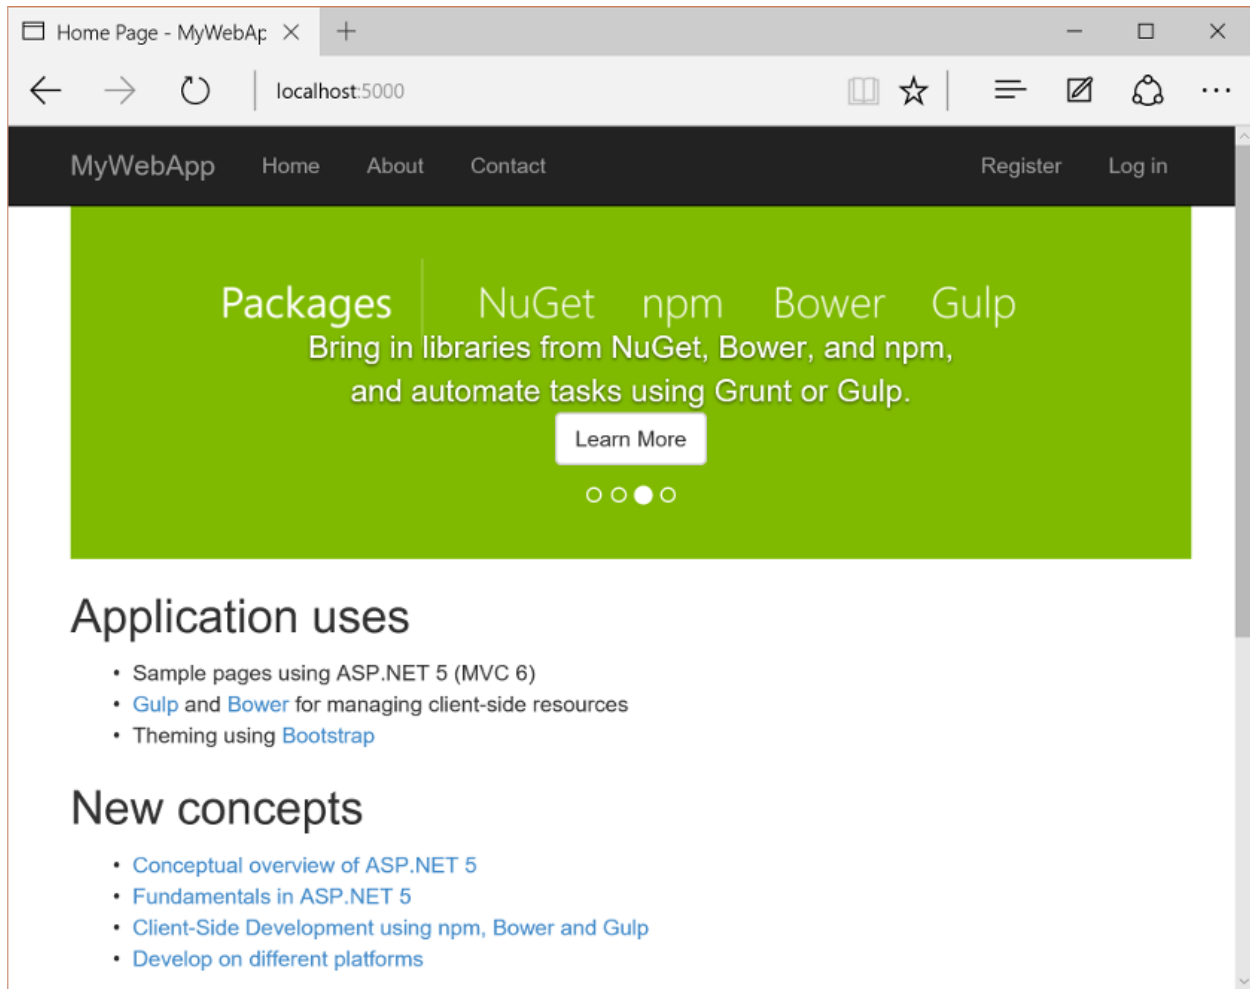 Home Page - MyWebAp
localhost:5000
MyWebApp Home About Contact Register Log in
Packages NuGet npm Bower Gulp
Bring in libraries from NuGet, Bower, and npm,
and automate tasks using Grunt or Gulp.
Learn More
Application uses
• Sample pages using ASP.NET 5 (MVC 6)
• Gulp and Bower for managing client-side resources
• Theming using Bootstrap
New concepts
• Conceptual overview of ASP.NET 5
• Fundamentals in ASP.NET 5
• Client-Side Development using npm, Bower and Gulp
• Develop on different platforms